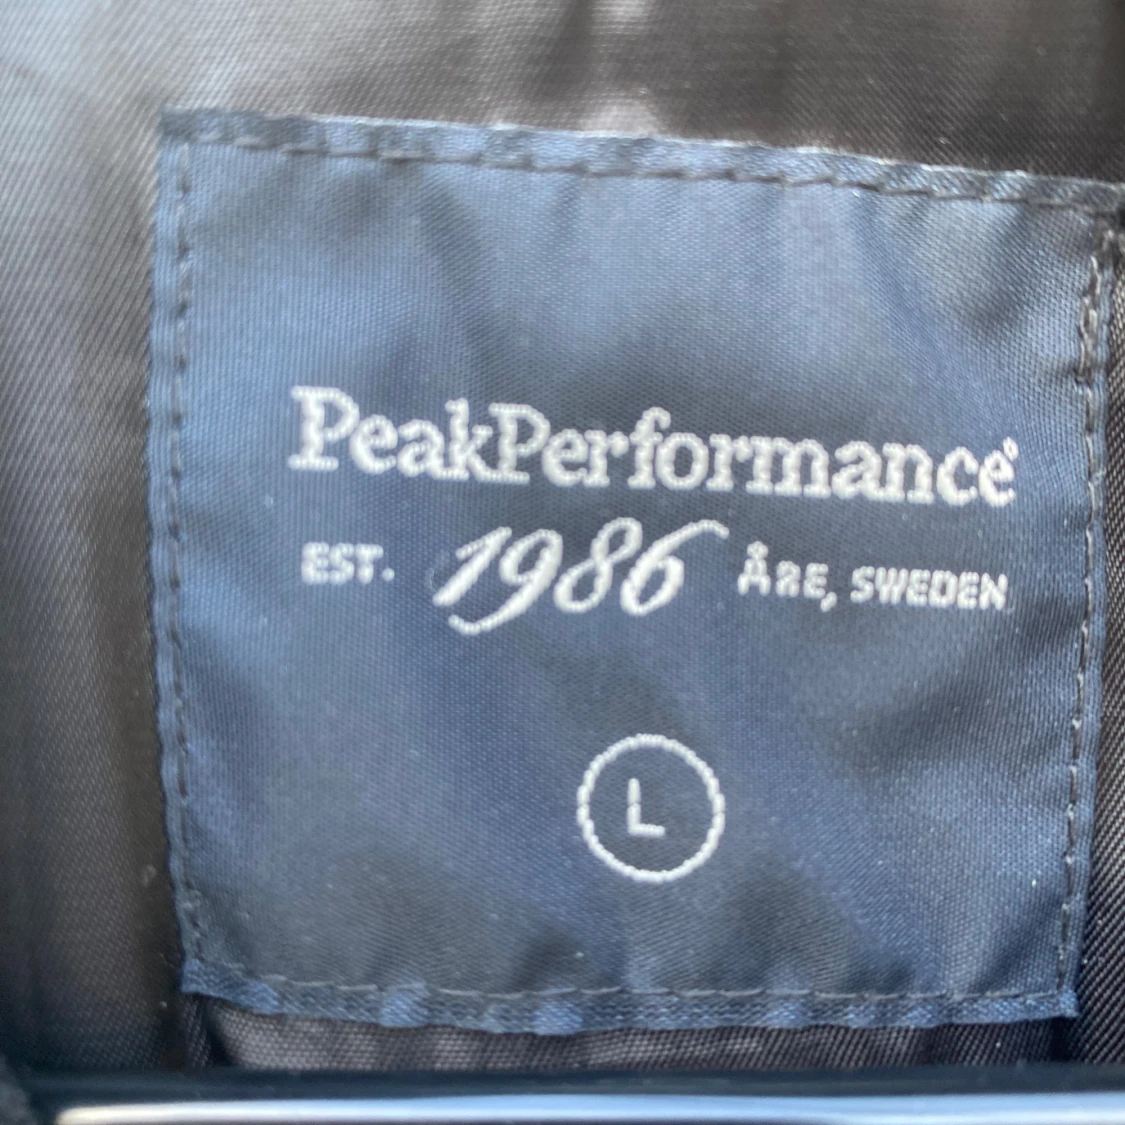 PeakPerformance®
EST. 1986 ÅRE, SWEDEN
L